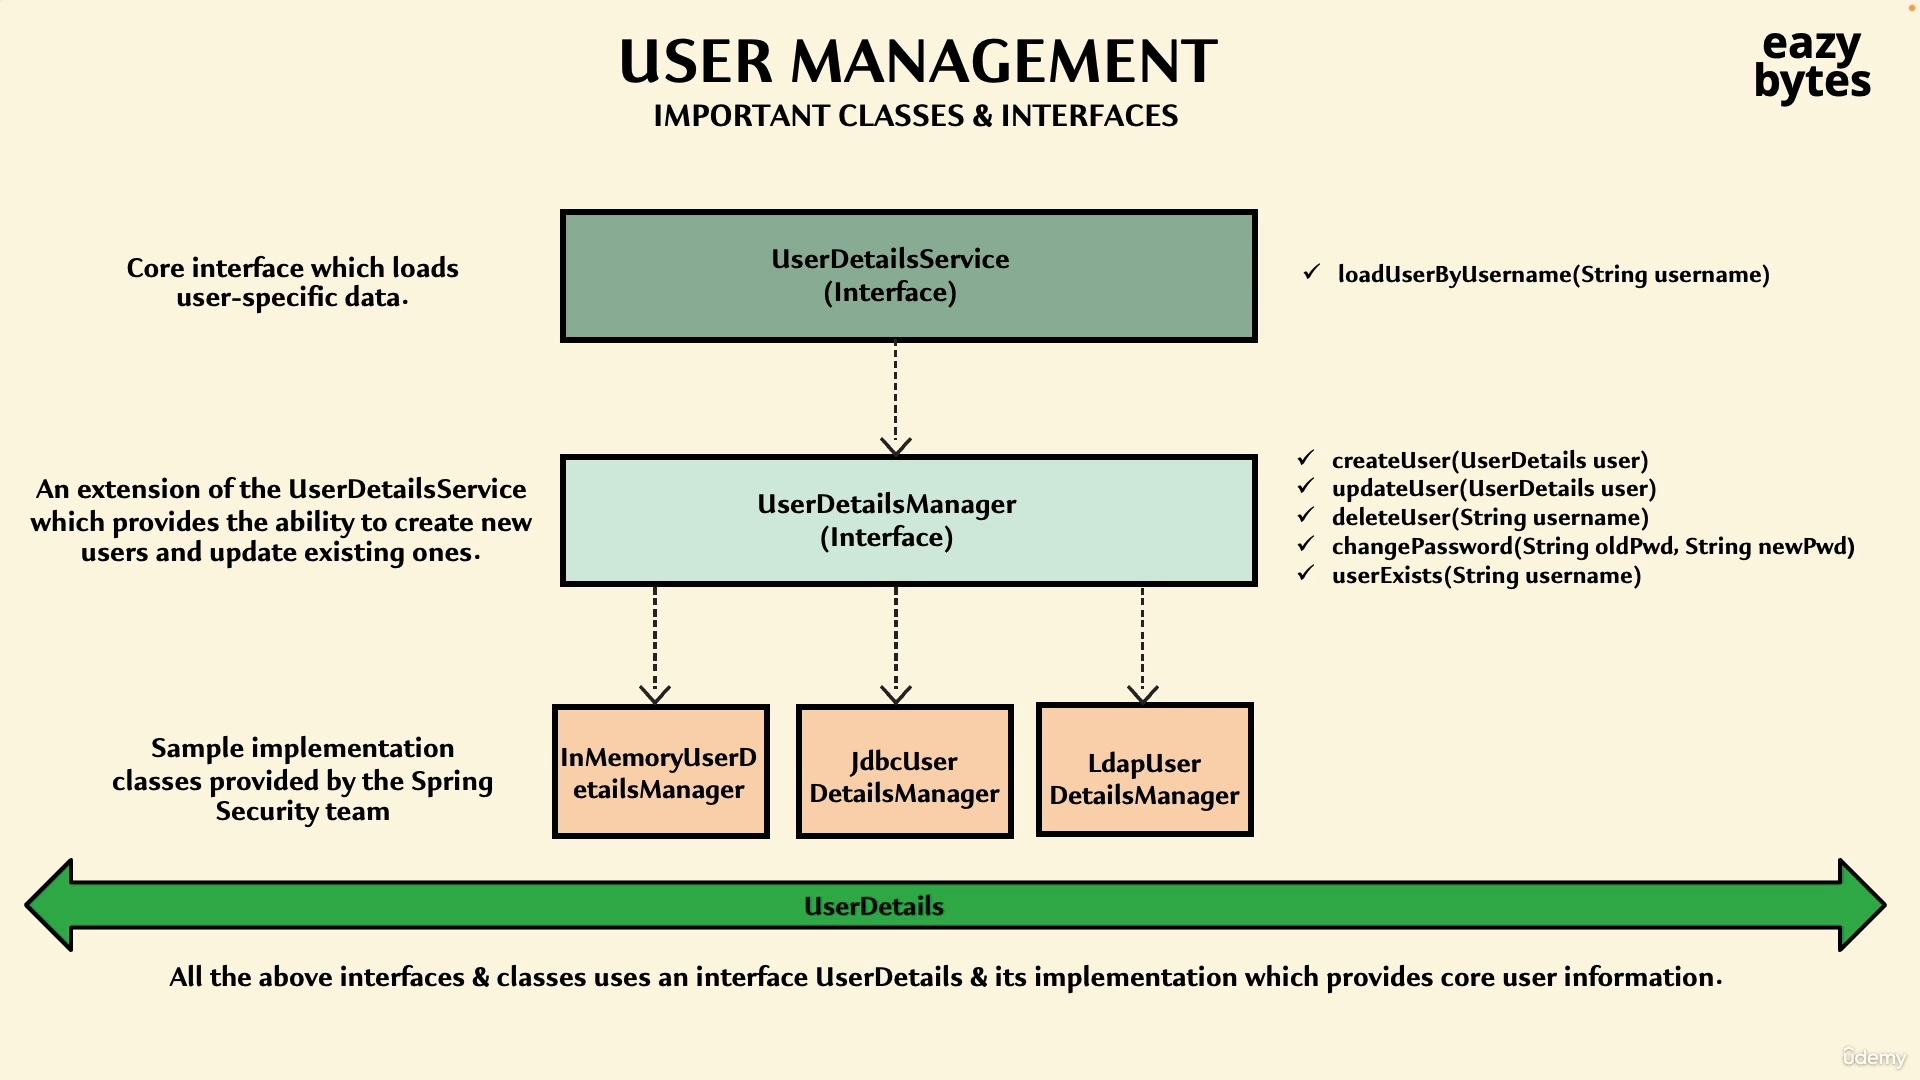 USER MANAGEMENT
IMPORTANT CLASSES & INTERFACES
eazy
bytes
Core interface which loads
user-specific data.
UserDetailsService
(Interface)
✓ loadUserByUsername(String username)
An extension of the UserDetailsService
which provides the ability to create new
users and update existing ones.
UserDetailsManager
(Interface)
✓ createUser(UserDetails user)
✓ updateUser(UserDetails user)
✓ deleteUser(String username)
✓ changePassword(String oldPwd, String newPwd)
✓ userExists(String username)
Sample implementation
classes provided by the Spring
Security team
InMemoryUserD
etailsManager
JdbcUser
DetailsManager
LdapUser
DetailsManager
UserDetails
All the above interfaces & classes uses an interface UserDetails & its implementation which provides core user information.
ûdemy